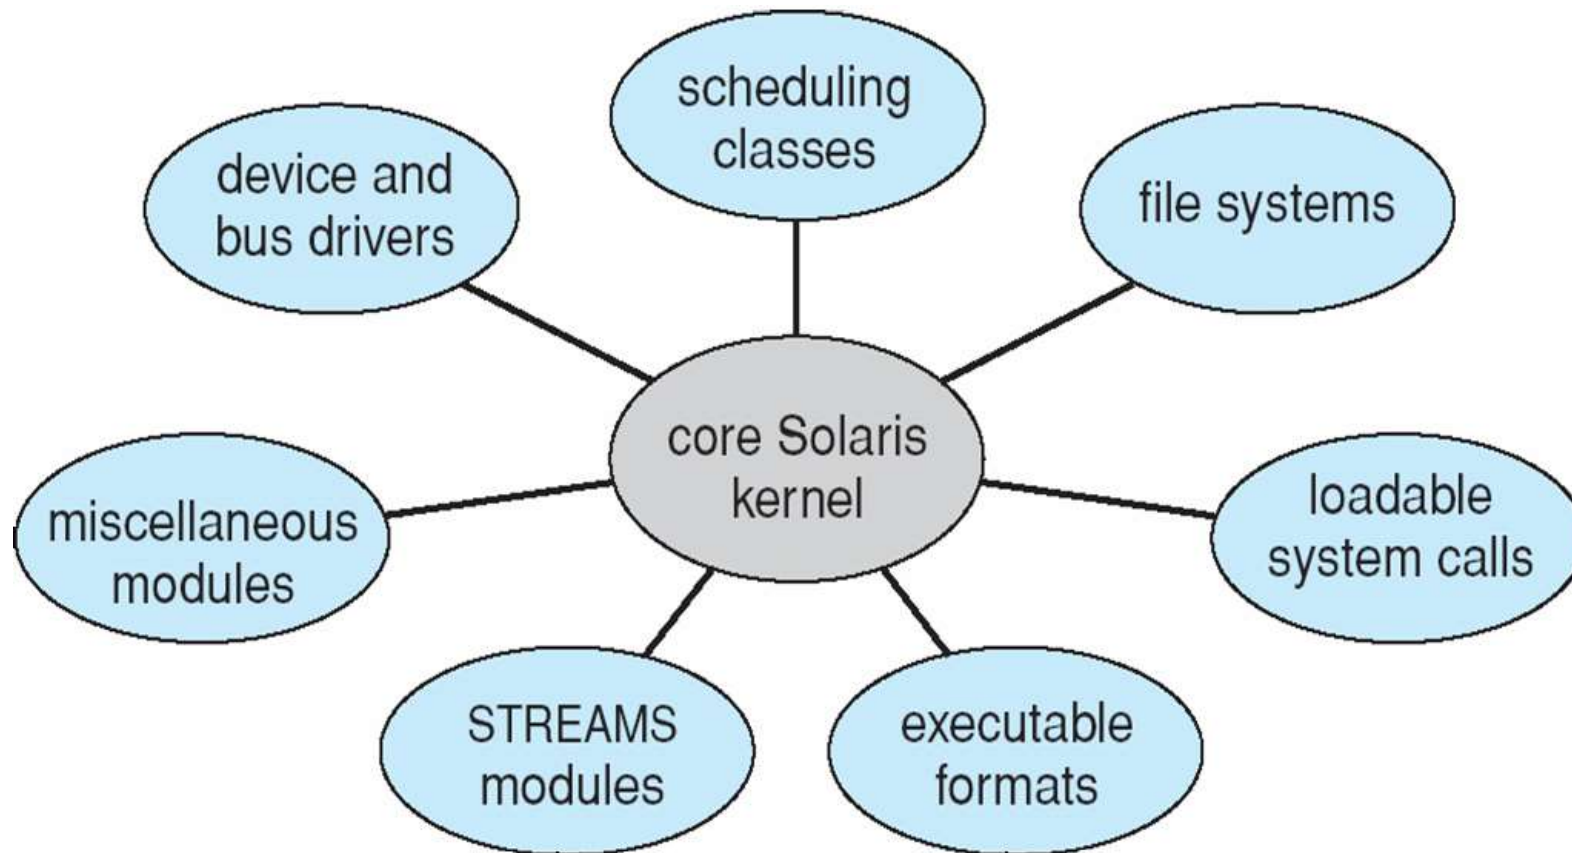 scheduling
classes
device and
bus drivers
file systems
core Solaris
kernel
miscellaneous
modules
loadable
system calls
STREAMS
modules
executable
formats